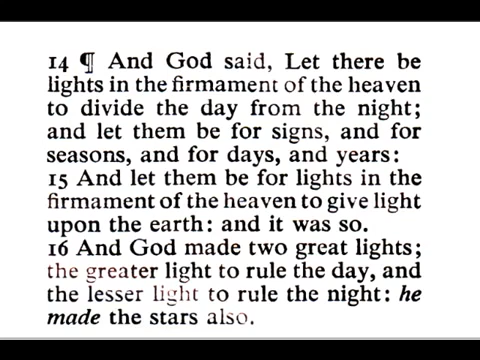 14 ¶ And God said, Let there be
lights in the firmament of the heaven
to divide the day from the night;
and let them be for signs, and for
seasons, and for days, and years:
15 And let them be for lights in the
firmament of the heaven to give light
upon the earth: and it was so.
16 And God made two great lights;
the greater light to rule the day, and
the lesser light to rule the night: he
made the stars also.